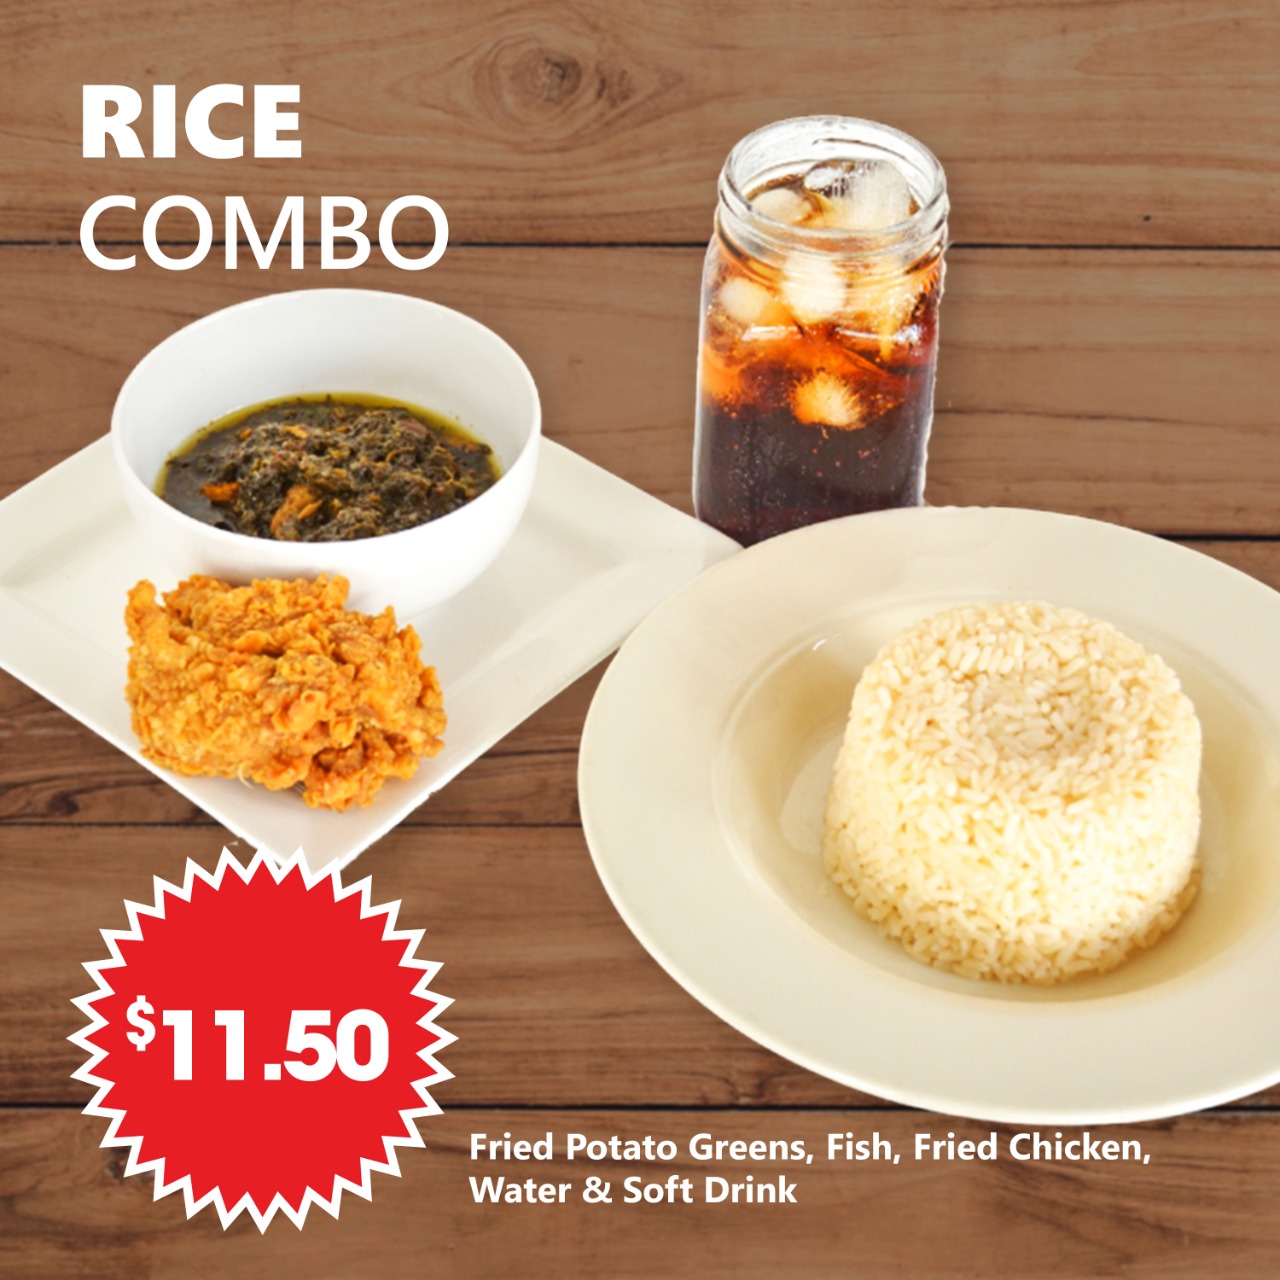 RICE
COMBO
$11.50
Fried Potato Greens, Fish, Fried Chicken,
Water & Soft Drink